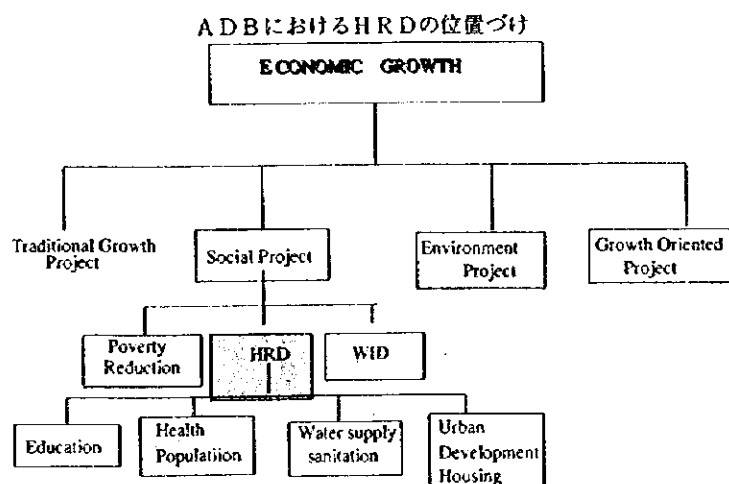 ADBにおけるHRDの位置づけ
ECONOMIC GROWTH
Traditional Growth
Project
Social Project
Environment
Project
Growth Oriented
Project
Poverty
Reduction
HRD
WID
Education
Health
Populatiion
Water supply
sanitation
Urban
Development
Housing